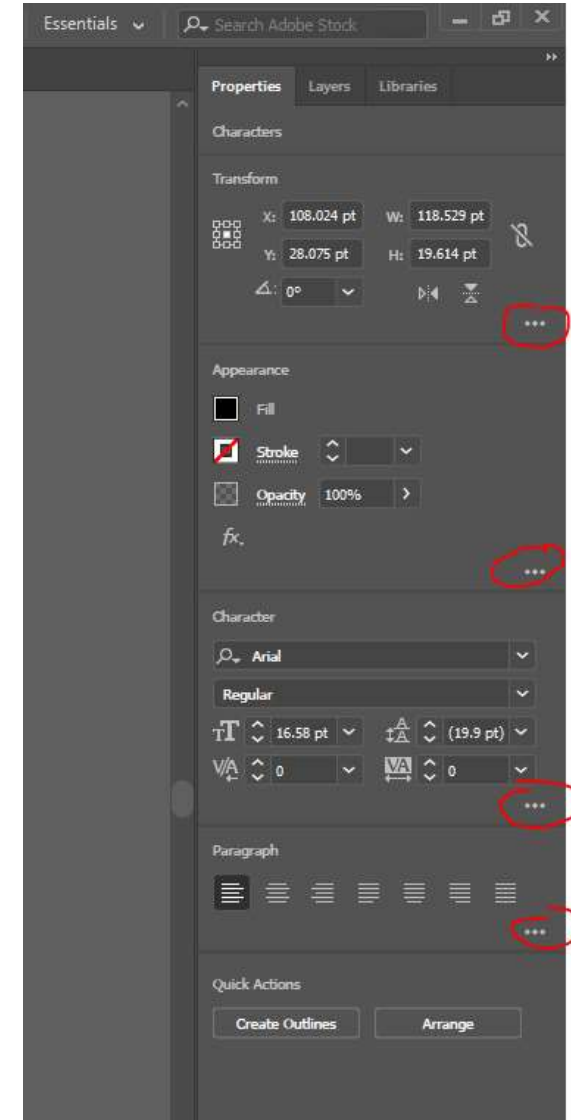 Essentials Search Adobe Stock
Properties Layers Libraries
Characters
Transform
X: 108.024 pt W: 118.529 pt
Y: 28.075 pt H: 19.614 pt
0°
Appearance
Fill
Stroke
Opacity 100%
fx.
Character
Arial
Regular
16.58 pt (19.9 pt)
V/A 0 VA 0
Paragraph
Quick Actions
Create Outlines Arrange